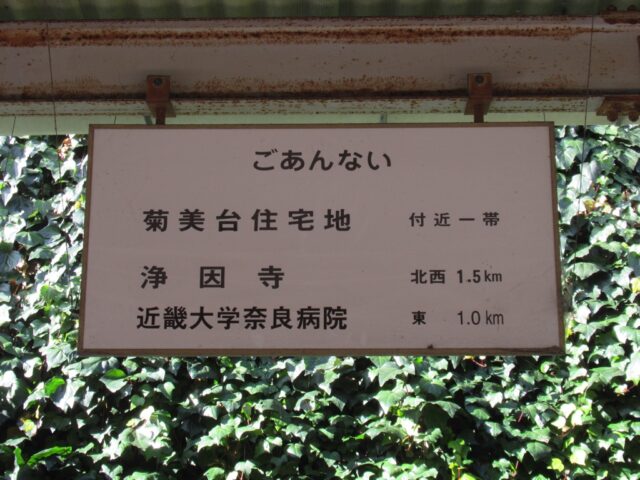 ごあんない
菊美台住宅地 付近一帯
浄因寺 北西 1.5km
近畿大学奈良病院 東 1.0km